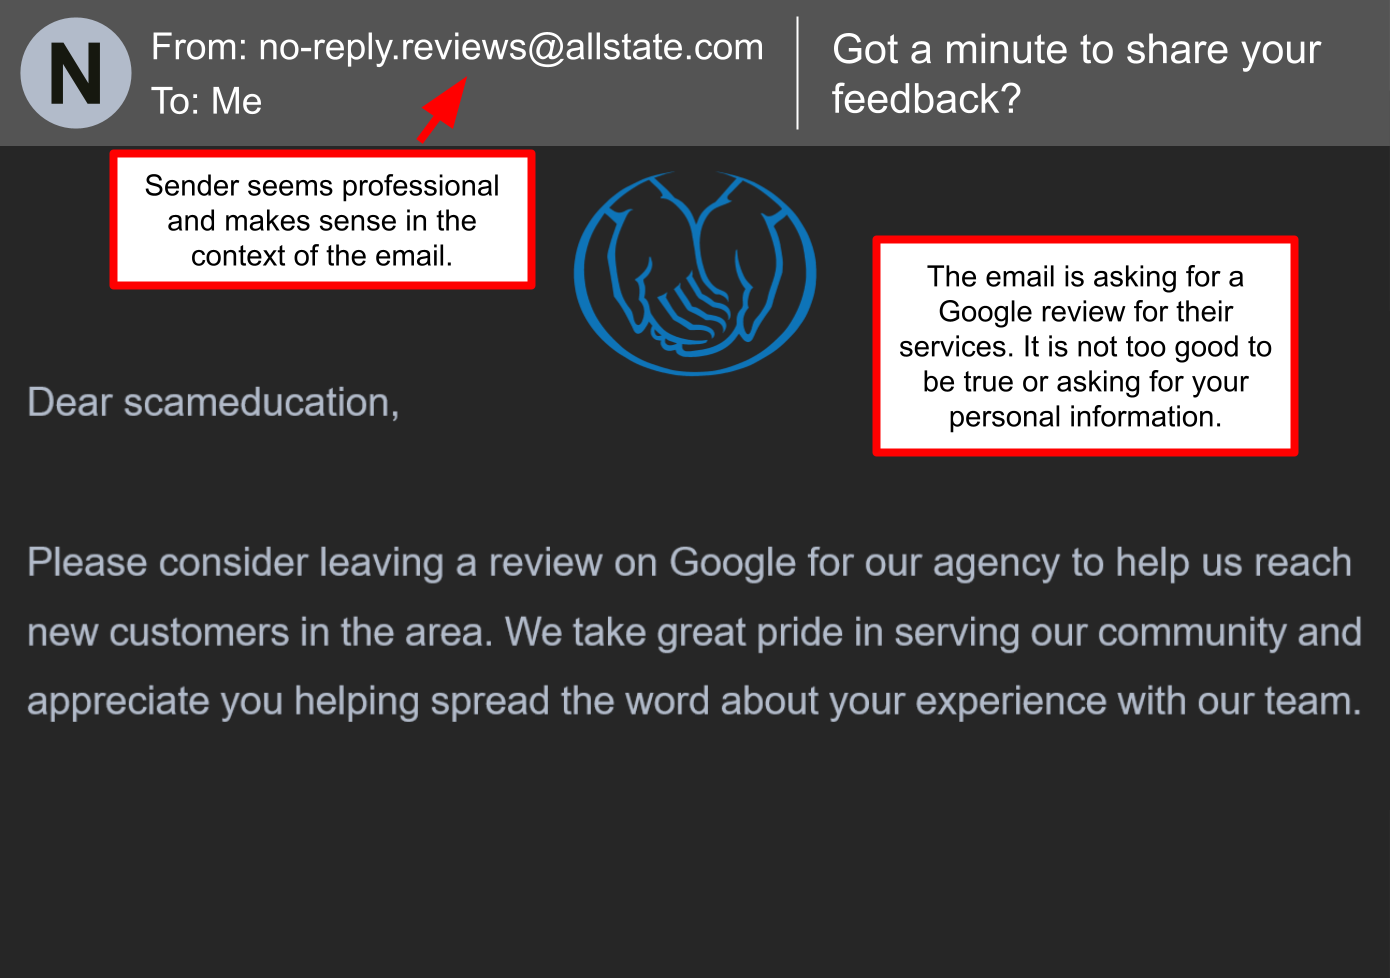 N
From: no-reply.reviews@allstate.com
To: Me
Got a minute to share your
feedback?
Sender seems professional
and makes sense in the
context of the email.
The email is asking for a
Google review for their
services. It is not too good to
be true or asking for your
personal information.
Dear scameducation,
Please consider leaving a review on Google for our agency to help us reach
new customers in the area. We take great pride in serving our community and
appreciate you helping spread the word about your experience with our team.